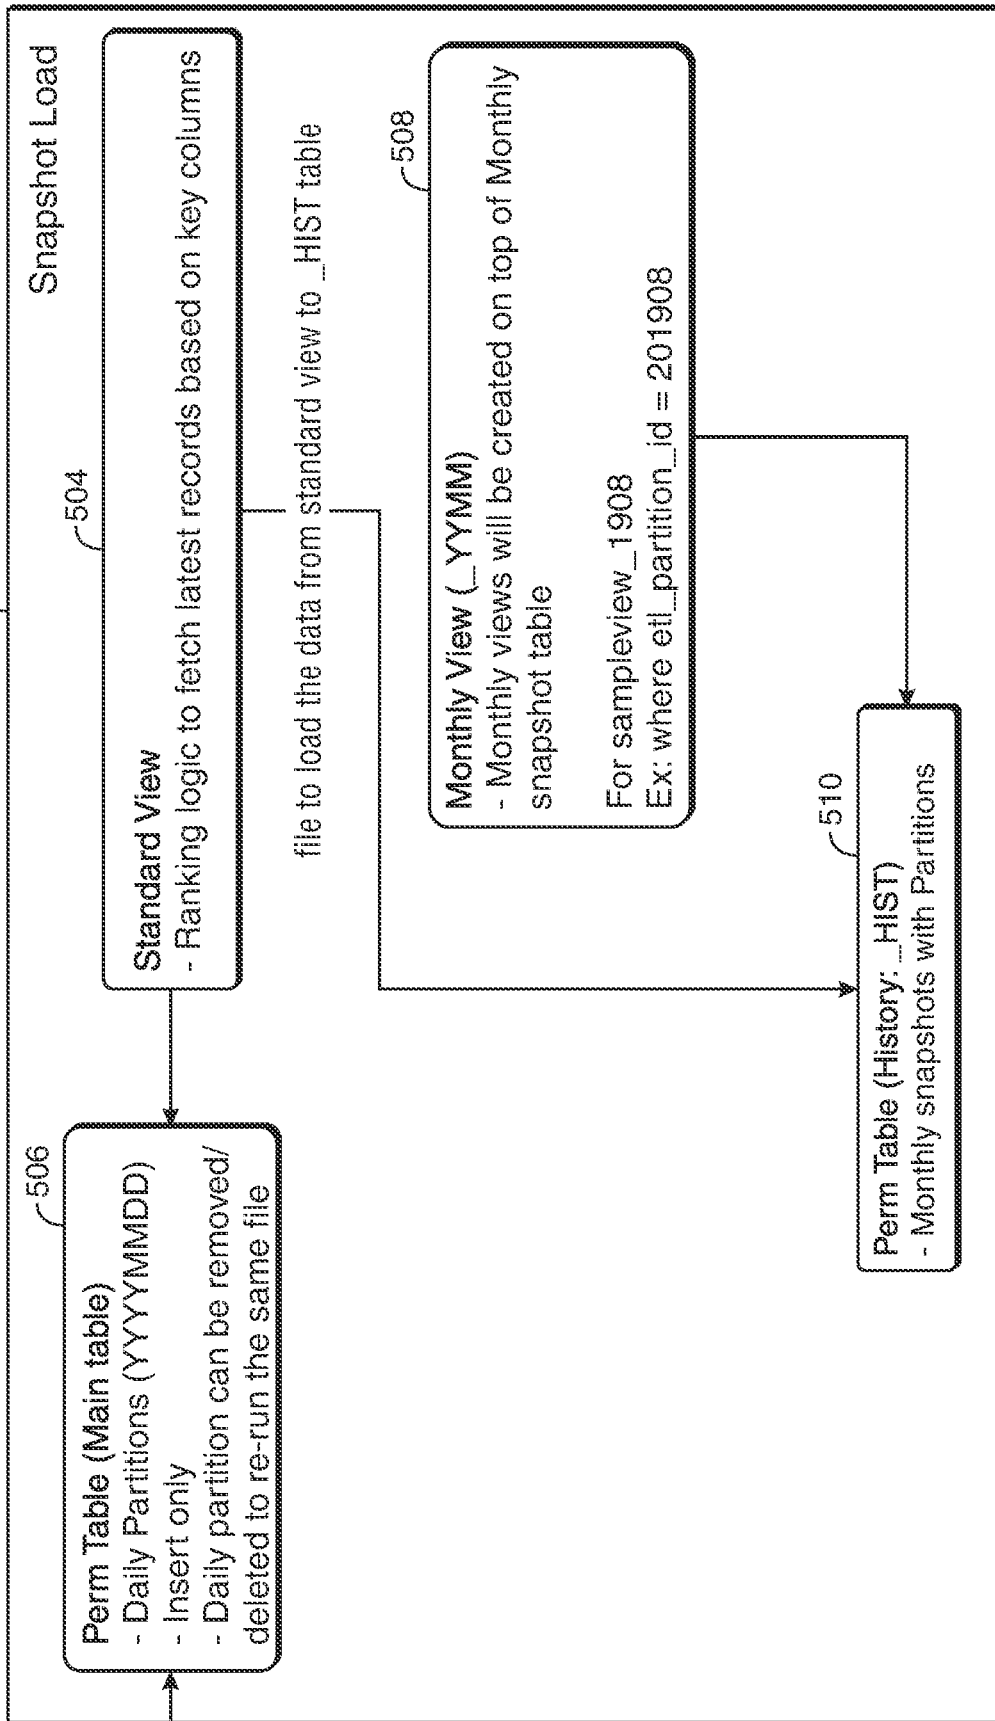 Snapshot Load
506
Perm Table (Main table)
- Daily Partitions (YYYYMMDD)
- Insert only
- Daily partition can be removed/
deleted to re-run the same file
504
Standard View
- Ranking logic to fetch latest records based on key columns
file to load the data from standard view to _HIST table
508
Monthly View (_YYMM)
- Monthly views will be created on top of Monthly
snapshot table
For sampleview_1908
Ex: where etl_partition_id = 201908
510
Perm Table (History: _HIST)
- Monthly snapshots with Partitions